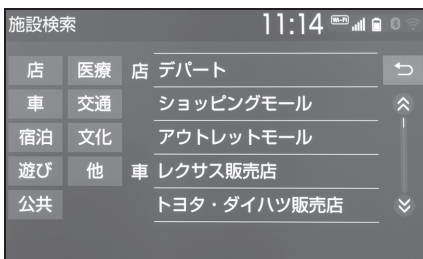 施設検索 11:14 Wi-Fi
店 医療 店 デパート
車 交通 ショッピングモール
宿泊 文化 アウトレットモール
遊び 他 車 レクサス販売店
公共 トヨタ・ダイハツ販売店